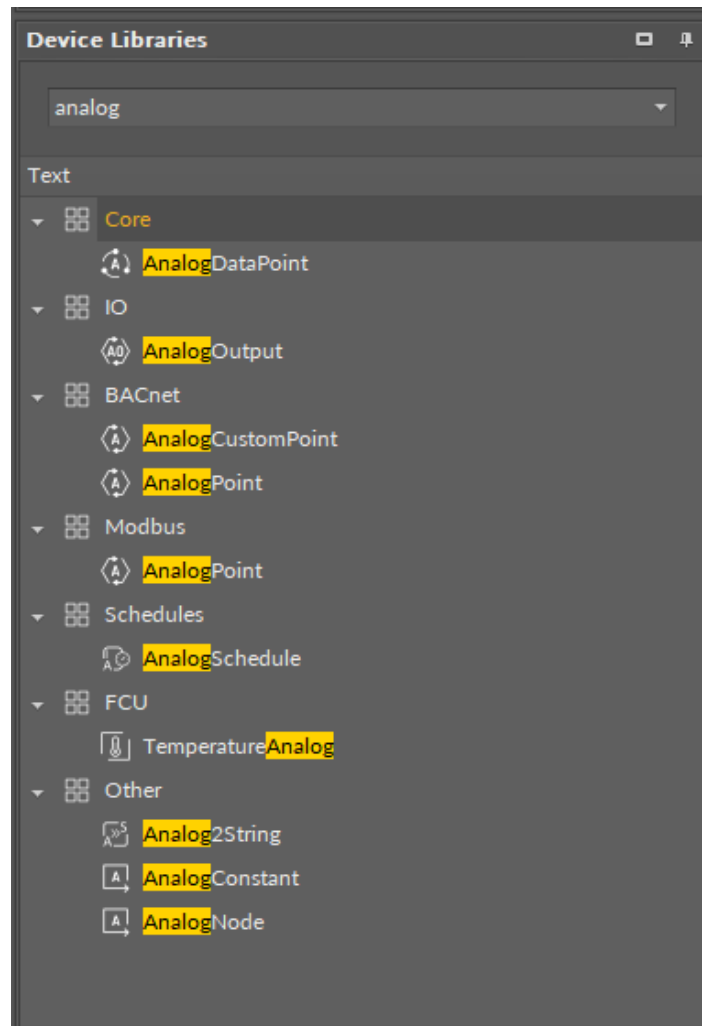 Device Libraries
analog
Text
Core
A AnalogDataPoint
IO
AO AnalogOutput
BACnet
A AnalogCustomPoint
A AnalogPoint
Modbus
A AnalogPoint
Schedules
A AnalogSchedule
FCU
TemperatureAnalog
Other
A S Analog2String
A AnalogConstant
A AnalogNode